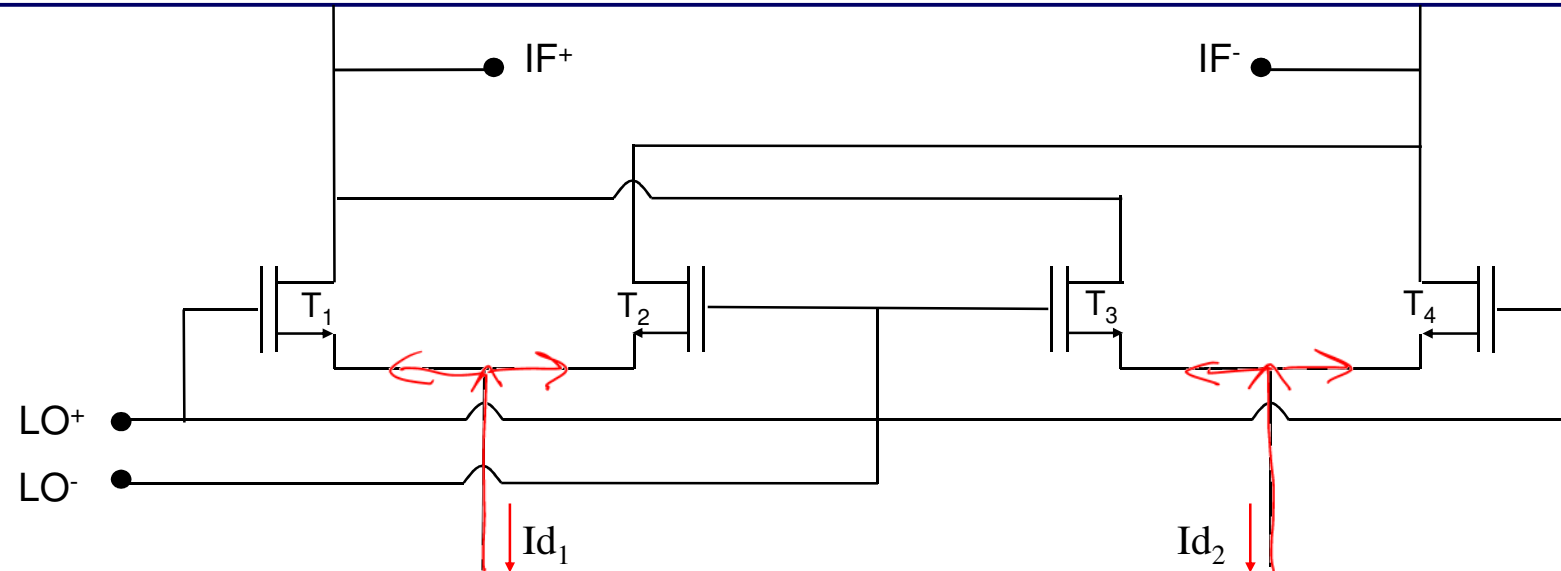 IF⁺ IF⁻
T₁ T₂ T₃ T₄
LO⁺
LO⁻
Id₁ Id₂